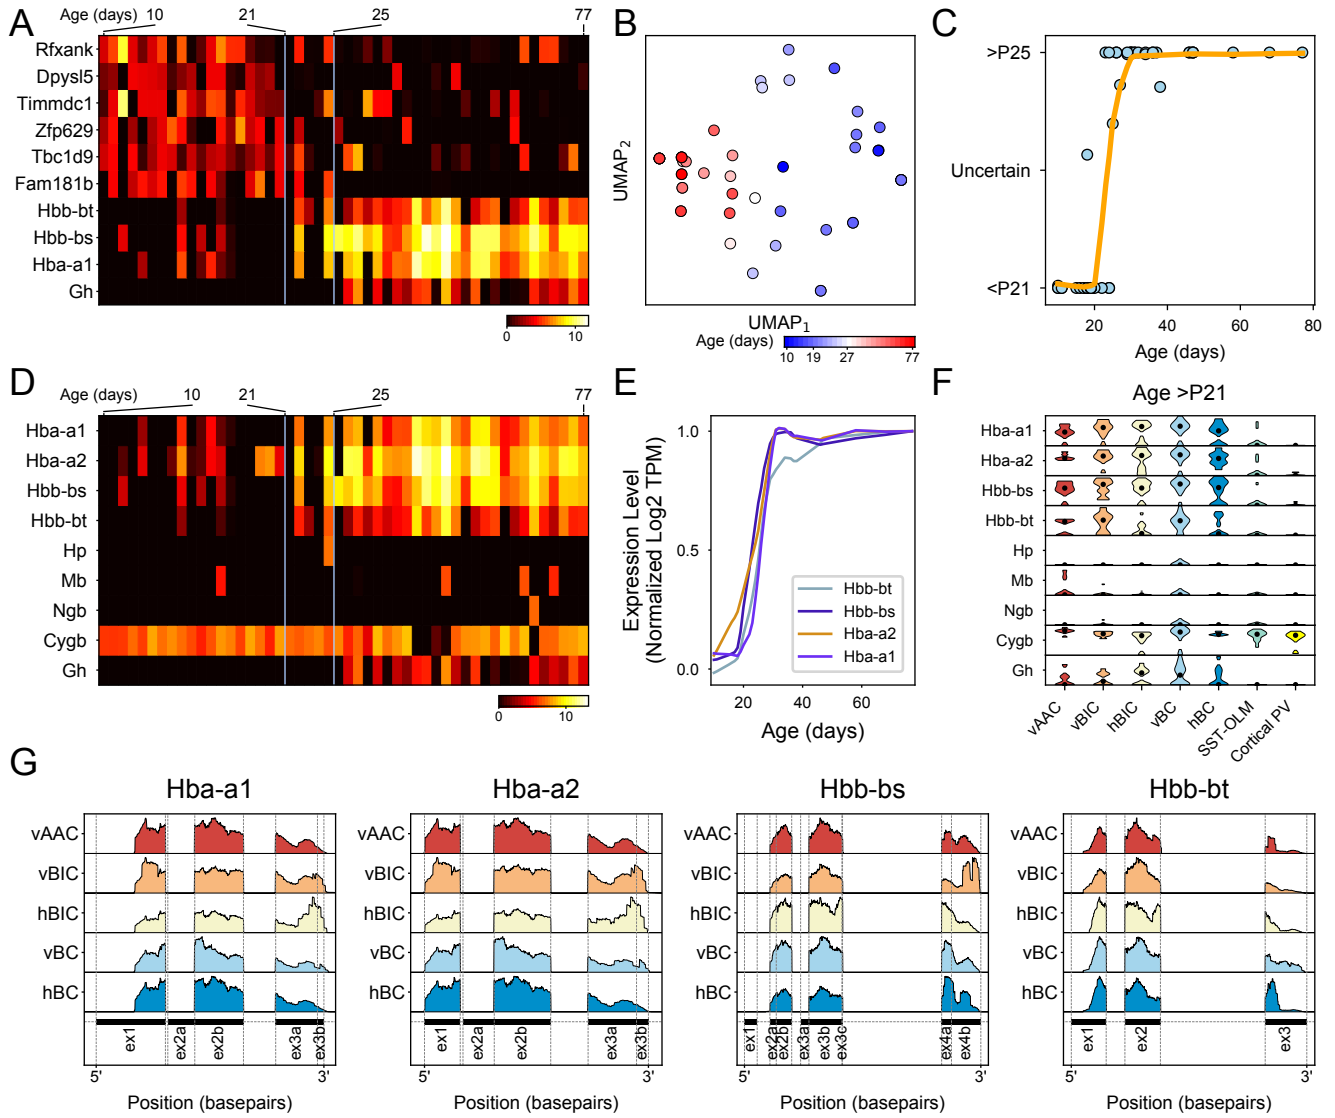 A
Age (days) 10 21 25 77
Rfxank
Dpysl5
Timmdc1
Zfp629
Tbc1d9
Fam181b
Hbb-bt
Hbb-bs
Hba-a1
Gh
0 10
B
UMAP2
UMAP1
Age (days)
10 19 27 77
C
>P25
Uncertain
<P21
20 40 60 80
Age (days)
D
Age (days) 10 21 25 77
Hba-a1
Hba-a2
Hbb-bs
Hbb-bt
Hp
Mb
Ngb
Cygb
Gh
0 10
E
Expression Level
(Normalized Log2 TPM)
1.0
0.5
0.0
Hbb-bt
Hbb-bs
Hba-a2
Hba-a1
20 40 60
Age (days)
F
Age >P21
Hba-a1
Hba-a2
Hbb-bs
Hbb-bt
Hp
Mb
Ngb
Cygb
Gh
vAAC
vBIC
hBIC
vBC
hBC
SST-OLM
Cortical PV
G
Hba-a1
vAAC
vBIC
hBIC
vBC
hBC
ex1 ex2a ex2b ex3a ex3b
5' 3'
Position (basepairs)
Hba-a2
vAAC
vBIC
hBIC
vBC
hBC
ex1 ex2a ex2b ex3a ex3b
5' 3'
Position (basepairs)
Hbb-bs
vAAC
vBIC
hBIC
vBC
hBC
ex1 ex2a ex2b ex3a ex3b ex3c ex4a ex4b
5' 3'
Position (basepairs)
Hbb-bt
vAAC
vBIC
hBIC
vBC
hBC
ex1 ex2 ex3
5' 3'
Position (basepairs)